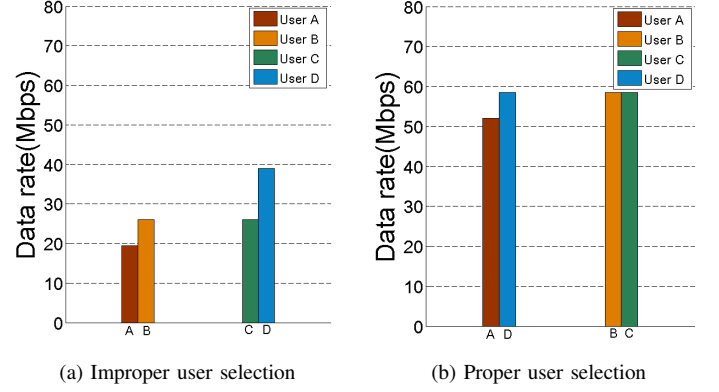 80
70
60
50
40
30
20
10
0
Data rate(Mbps)
User A
User B
User C
User D
A B C D
(a) Improper user selection
80
70
60
50
40
30
20
10
0
Data rate(Mbps)
User A
User B
User C
User D
A D B C
(b) Proper user selection